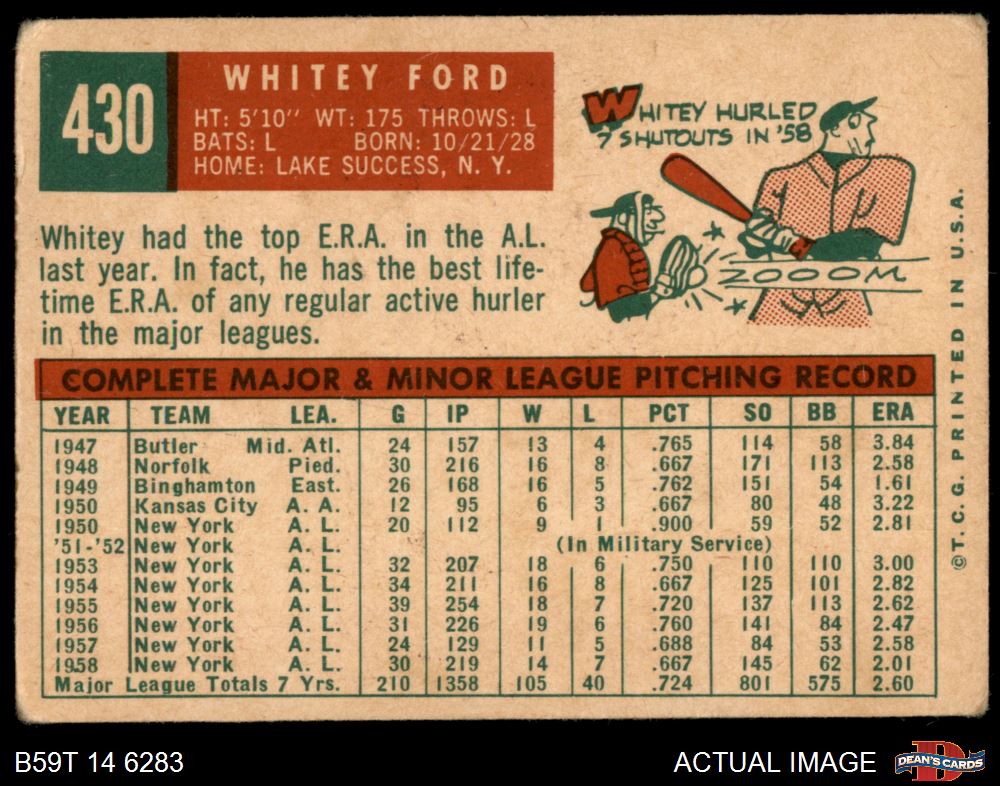 430
WHITEY FORD
HT: 5'10" WT: 175 THROWS: L
BATS: L BORN: 10/21/28
HOME: LAKE SUCCESS, N. Y.
WHITEY HURLED
7 SHUTOUTS IN '58
ZOOOM
Whitey had the top E.R.A. in the A.L.
last year. In fact, he has the best life-
time E.R.A. of any regular active hurler
in the major leagues.
COMPLETE MAJOR & MINOR LEAGUE PITCHING RECORD
YEAR TEAM LEA. G IP W L PCT SO BB ERA
1947 Butler Mid. Atl. 24 157 13 4 .765 114 58 3.84
1948 Norfolk Pied. 30 216 16 8 .667 171 113 2.58
1949 Binghamton East. 26 168 16 5 .762 151 54 1.61
1950 Kansas City A. A. 12 95 6 3 .667 80 48 3.22
1950 New York A. L. 20 112 9 1 .900 59 52 2.81
'51-'52 New York A. L. (In Military Service)
1953 New York A. L. 32 207 18 6 .750 110 110 3.00
1954 New York A. L. 34 211 16 8 .667 125 101 2.82
1955 New York A. L. 39 254 18 7 .720 137 113 2.62
1956 New York A. L. 31 226 19 6 .760 141 84 2.47
1957 New York A. L. 24 129 11 5 .688 84 53 2.58
1958 New York A. L. 30 219 14 7 .667 145 62 2.01
Major League Totals 7 Yrs. 210 1358 105 40 .724 801 575 2.60
©T. C. G. PRINTED IN U.S.A.
B59T 14 6283
ACTUAL IMAGE
DEAN'S CARDS